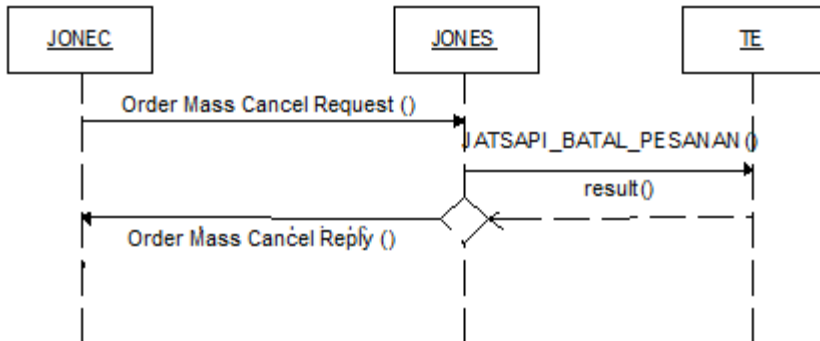 JONEC
JONES
TE
Order Mass Cancel Request ()
JATSAPI_BATAL_PESANAN()
result()
Order Mass Cancel Reply ()